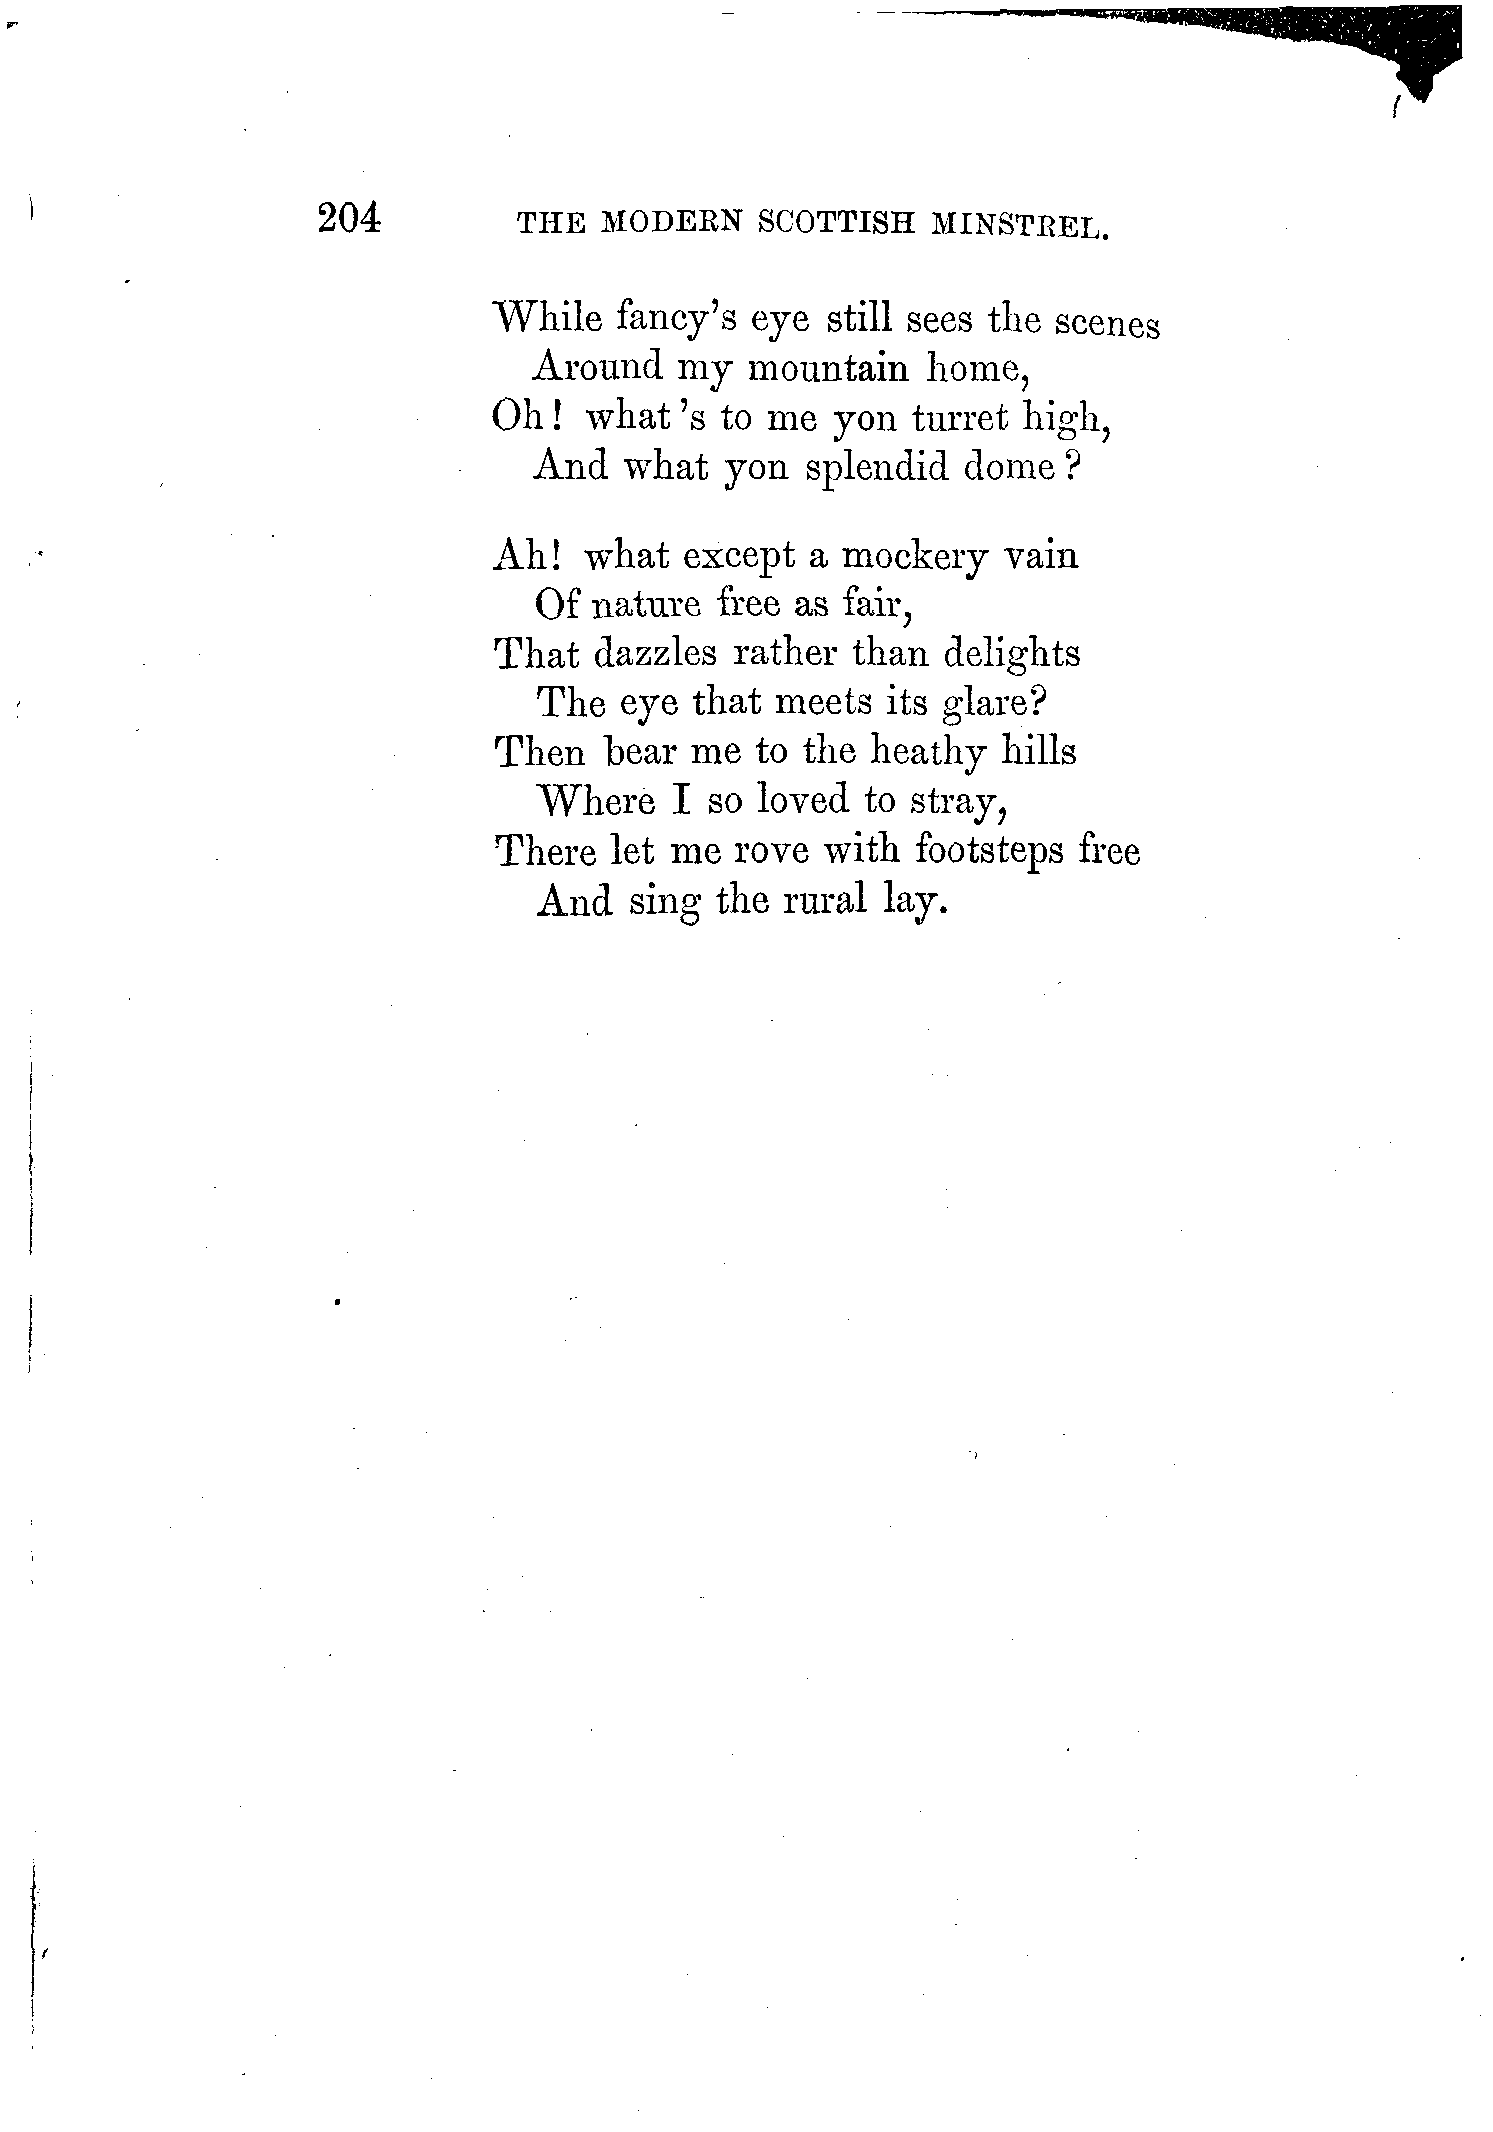 204 THE MODERN SCOTTISH MINSTREL.
While fancy's eye still sees the scenes
Around my mountain home,
Oh! what's to me yon turret high,
And what yon splendid dome?
Ah! what except a mockery vain
Of nature free as fair,
That dazzles rather than delights
The eye that meets its glare?
Then bear me to the heathy hills
Where I so loved to stray,
There let me rove with footsteps free
And sing the rural lay.